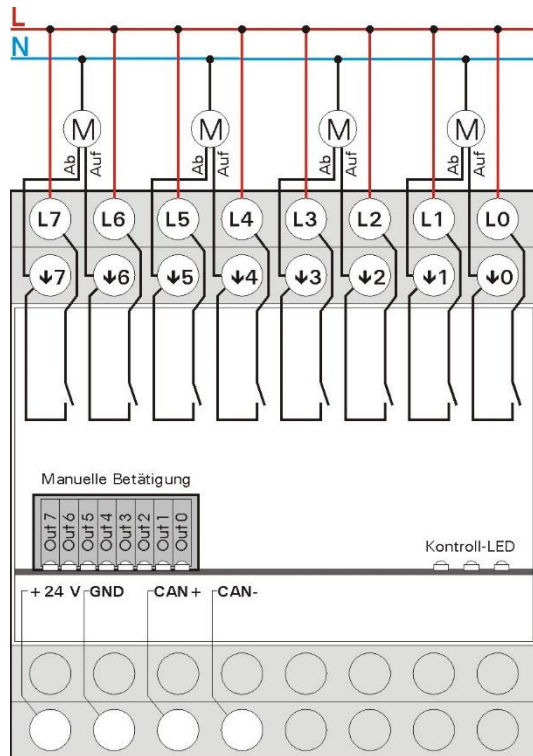 L
N
M M M M
Ab Auf Ab Auf Ab Auf Ab Auf
L7 L6 L5 L4 L3 L2 L1 L0
↓7 ↓6 ↓5 ↓4 ↓3 ↓2 ↓1 ↓0
Manuelle Betätigung
Out 7 Out 6 Out 5 Out 4 Out 3 Out 2 Out 1 Out 0
Kontroll-LED
+ 24 V GND CAN+ CAN-